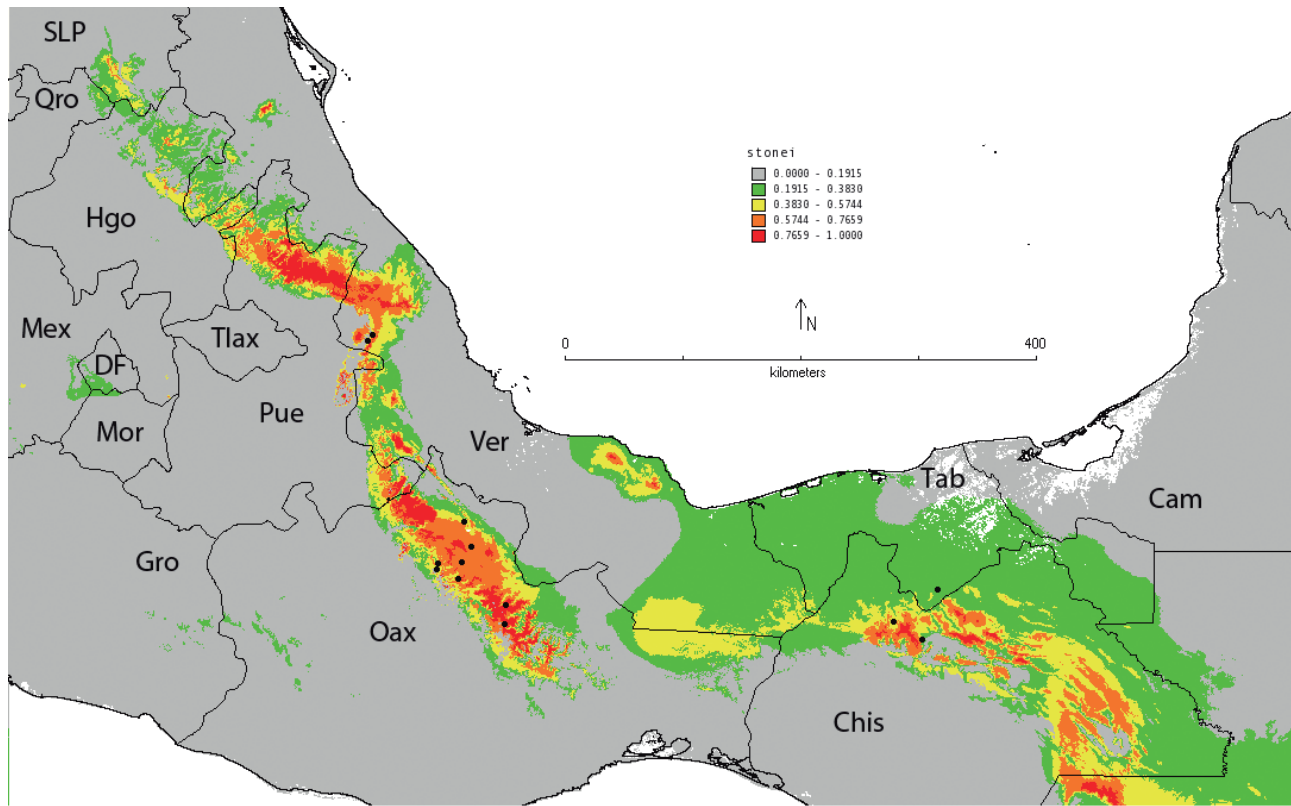 SLP
Qro
Hgo
Mex
DF
Tlax
Mor
Pue
Ver
Gro
Oax
Tab
Cam
Chis
stonei
0.0000 - 0.1915
0.1915 - 0.3830
0.3830 - 0.5744
0.5744 - 0.7659
0.7659 - 1.0000
N
0 400
kilometers